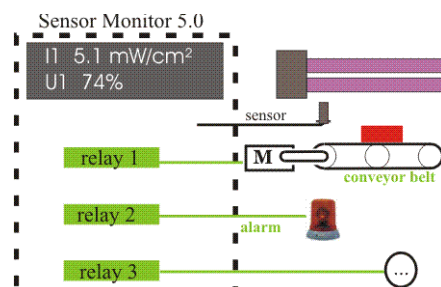 Sensor Monitor 5.0
I1 5.1 mW/cm²
U1 74%
sensor
relay 1
M
conveyor belt
relay 2
alarm
relay 3
...